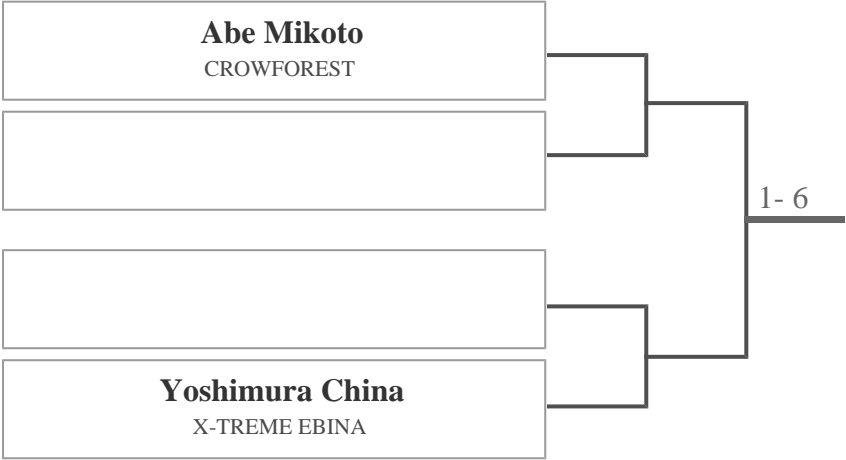 Abe Mikoto
CROWFOREST
1- 6
Yoshimura China
X-TREME EBINA